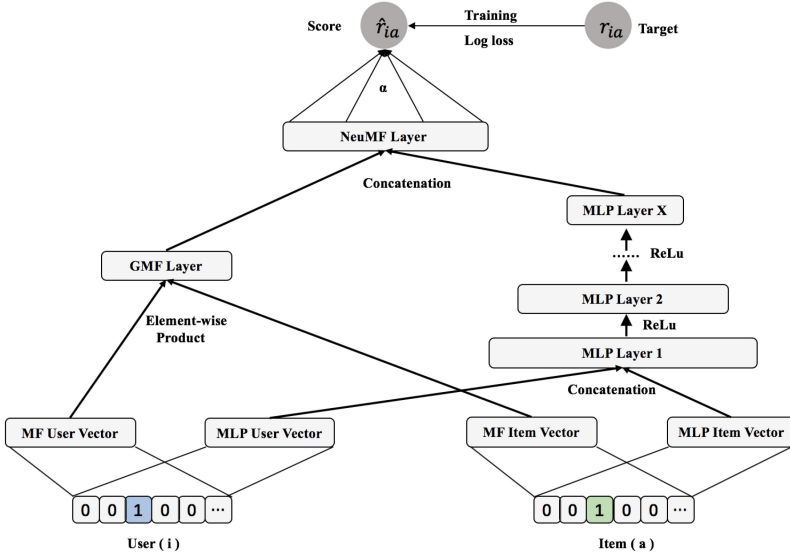 Score
r̂ia
Training
Log loss
ria
Target
α
NeuMF Layer
Concatenation
MLP Layer X
...... ReLu
GMF Layer
MLP Layer 2
ReLu
Element-wise
Product
MLP Layer 1
Concatenation
MF User Vector
MLP User Vector
MF Item Vector
MLP Item Vector
0 0 1 0 0 ...
0 0 1 0 0 ...
User ( i )
Item ( a )